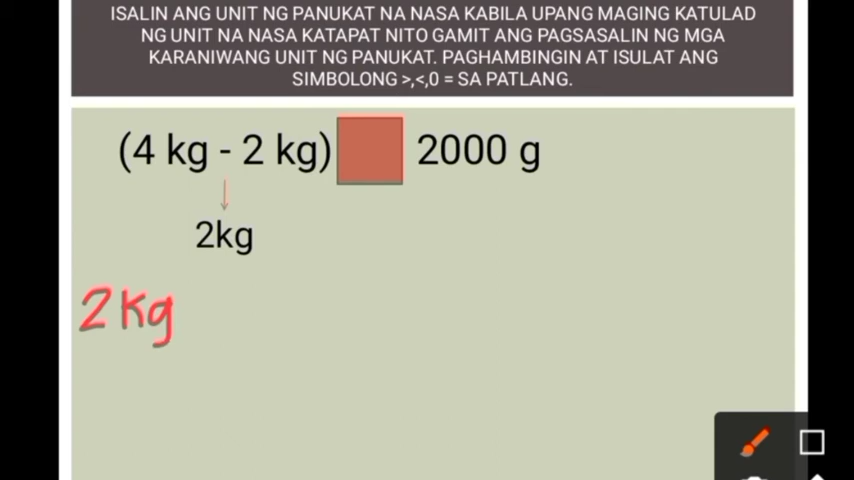 ISALIN ANG UNIT NG PANUKAT NA NASA KABILA UPANG MAGING KATULAD
NG UNIT NA NASA KATAPAT NITO GAMIT ANG PAGSASALIN NG MGA
KARANIWANG UNIT NG PANUKAT. PAGHAMBINGIN AT ISULAT ANG
SIMBOLONG >,<,0 = SA PATLANG.
(4 kg - 2 kg) 2000 g
2kg
2kg